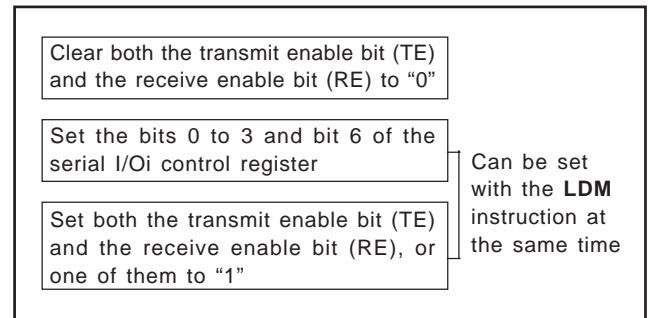 Clear both the transmit enable bit (TE)
and the receive enable bit (RE) to “0”
Set the bits 0 to 3 and bit 6 of the
serial I/Oi control register
Set both the transmit enable bit (TE)
and the receive enable bit (RE), or
one of them to “1”
Can be set
with the LDM
instruction at
the same time